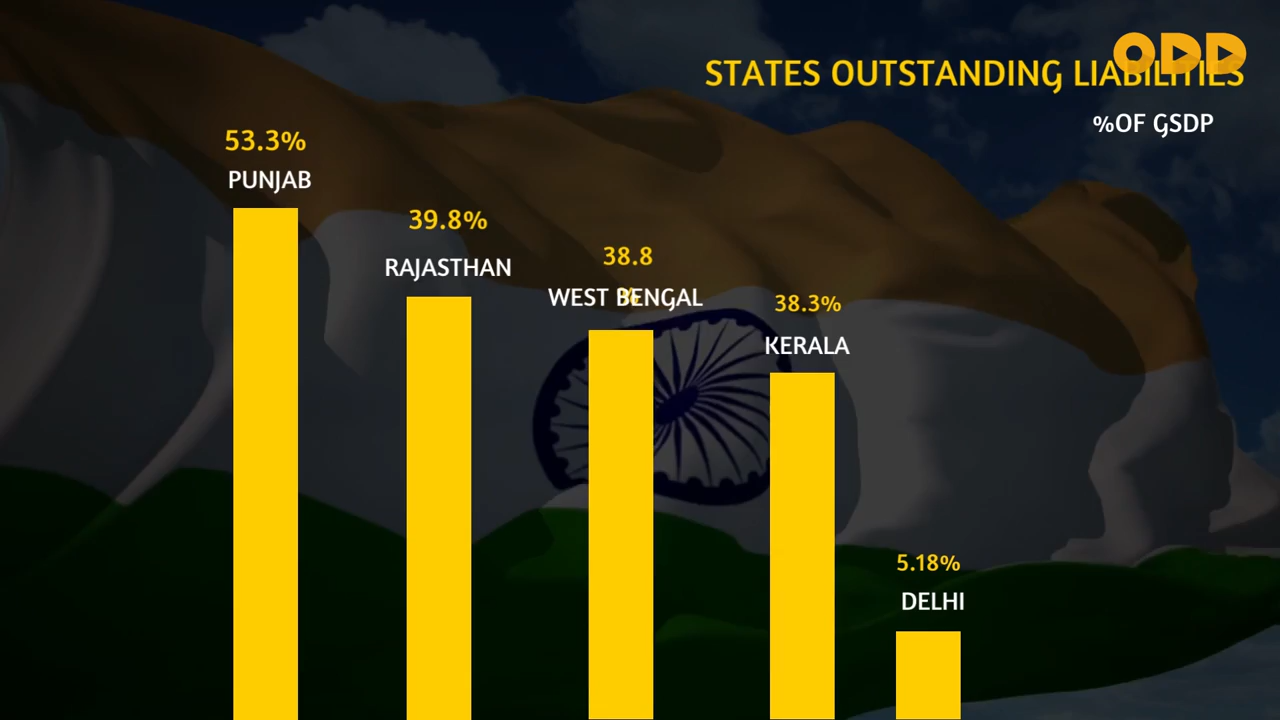 ODD
STATES OUTSTANDING LIABILITIES
%OF GSDP
53.3%
PUNJAB
39.8%
RAJASTHAN
38.8
%
WEST BENGAL
38.3%
KERALA
5.18%
DELHI